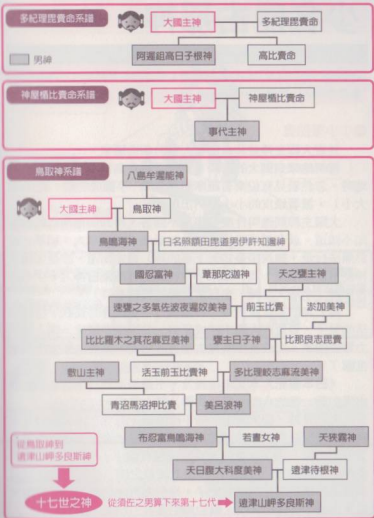 多紀理毘賣命系譜
大國主神
多紀理毘賣命
男神
阿遲鉏高日子根神
高比賣命
神屋楯比賣命系譜
大國主神
神屋楯比賣命
事代主神
鳥取神系譜
八島牟遲能神
大國主神
鳥取神
鳥鳴海神
日名照額田毘道男伊許知邇神
國忍富神
葦那陀迦神
天之甕主神
速甕之多氣佐波夜遲奴美神
前玉比賣
淤加美神
比比羅木之其花麻豆美神
甕主日子神
比那良志毘賣
敷山主神
活玉前玉比賣神
多比理岐志麻流美神
青沼馬沼押比賣
美呂浪神
布忍富鳥鳴海神
若晝女神
天狹霧神
從鳥取神到
遠津山岬多良斯神
天日腹大科度美神
遠津待根神
十七世之神
從須佐之男算下來第十七代
遠津山岬多良斯神